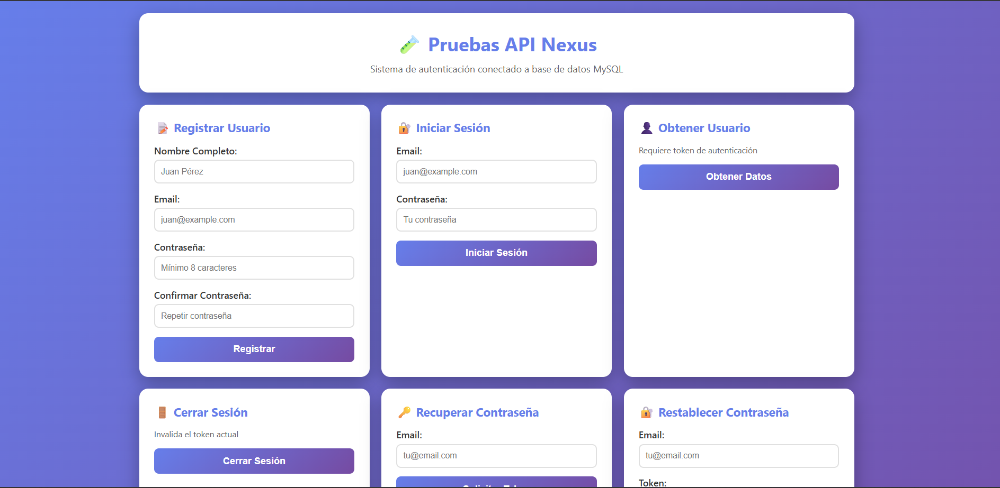 Pruebas API Nexus
Sistema de autenticación conectado a base de datos MySQL
Registrar Usuario
Nombre Completo:
Juan Pérez
Email:
juan@example.com
Contraseña:
Mínimo 8 caracteres
Confirmar Contraseña:
Repetir contraseña
Registrar
Iniciar Sesión
Email:
juan@example.com
Contraseña:
Tu contraseña
Iniciar Sesión
Obtener Usuario
Requiere token de autenticación
Obtener Datos
Cerrar Sesión
Invalida el token actual
Cerrar Sesión
Recuperar Contraseña
Email:
tu@email.com
Restablecer Contraseña
Email:
tu@email.com
Token: